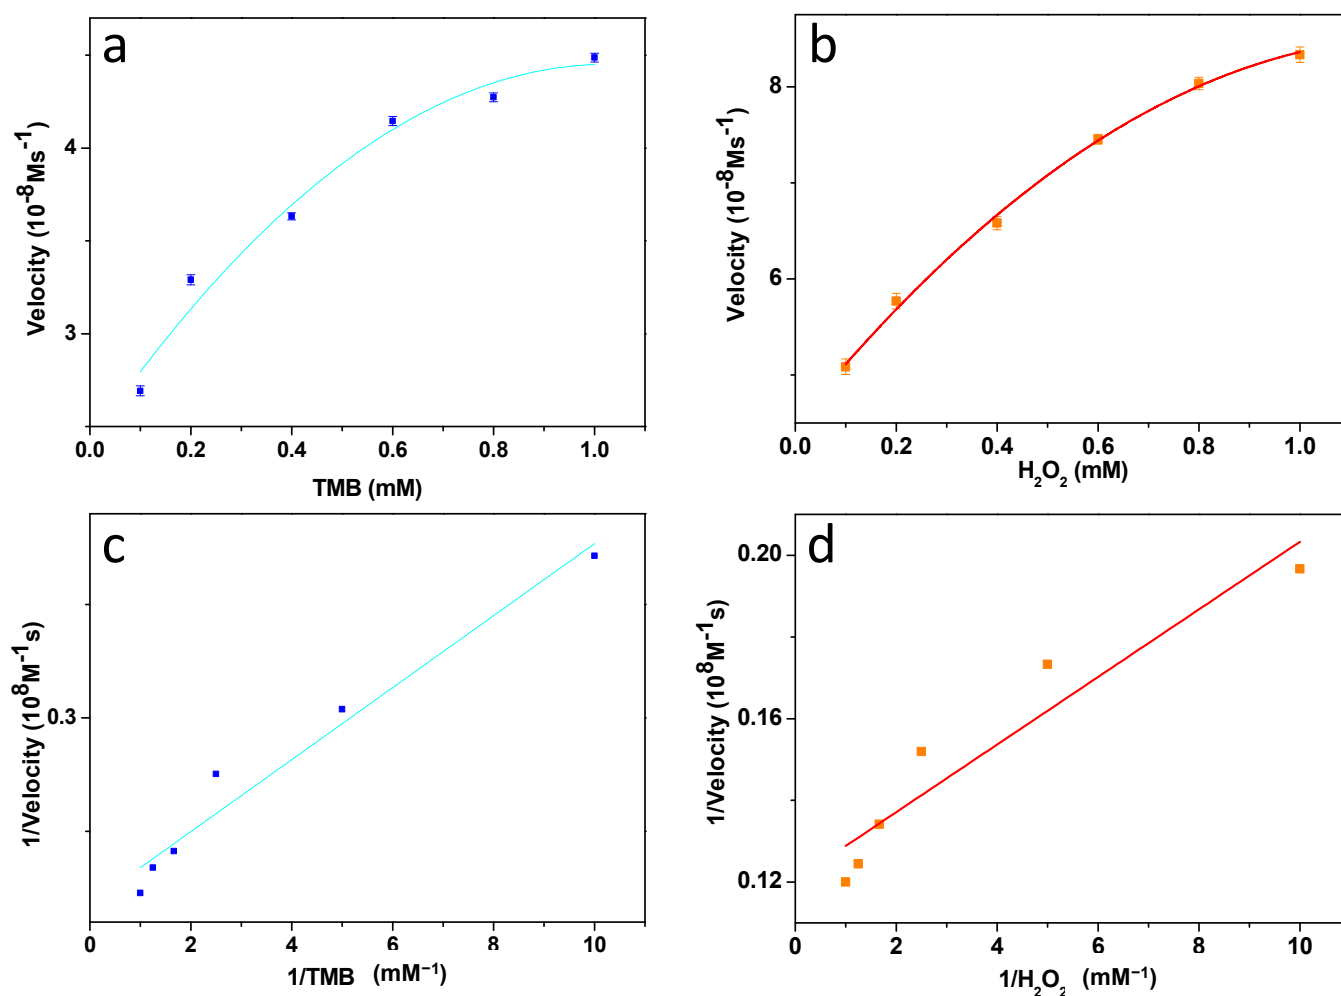 a
Velocity (10⁻⁸Ms⁻¹)
4
3
0.0 0.2 0.4 0.6 0.8 1.0
TMB (mM)
b
Velocity (10⁻⁸Ms⁻¹)
8
6
0.0 0.2 0.4 0.6 0.8 1.0
H₂O₂ (mM)
c
1/Velocity (10⁸M⁻¹s)
0.3
0 2 4 6 8 10
1/TMB (mM⁻¹)
d
1/Velocity (10⁸M⁻¹s)
0.20
0.16
0.12
0 2 4 6 8 10
1/H₂O₂ (mM⁻¹)